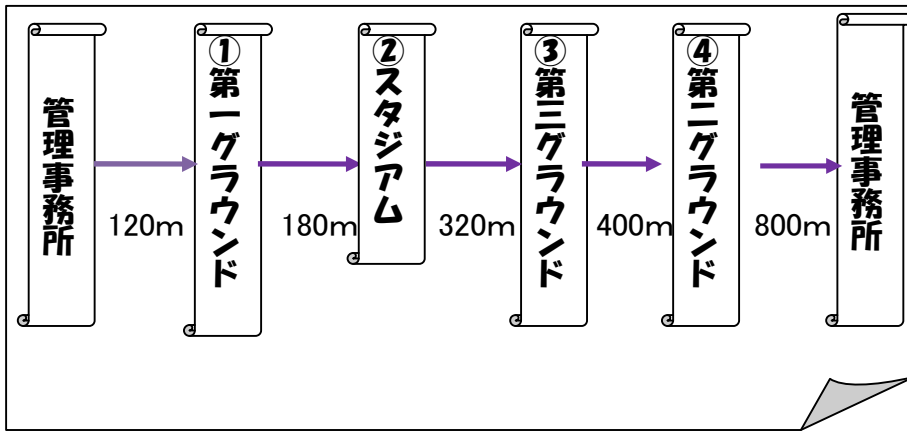 管理事務所
120m
①第一グラウンド
180m
②スタジアム
320m
③第三グラウンド
400m
④第二グラウンド
800m
管理事務所